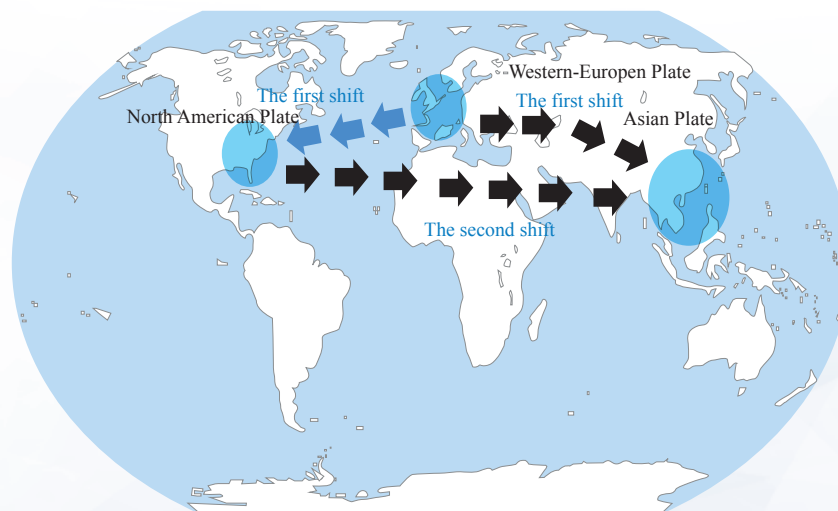 Western-Europen Plate
The first shift
The first shift
North American Plate
Asian Plate
The second shift